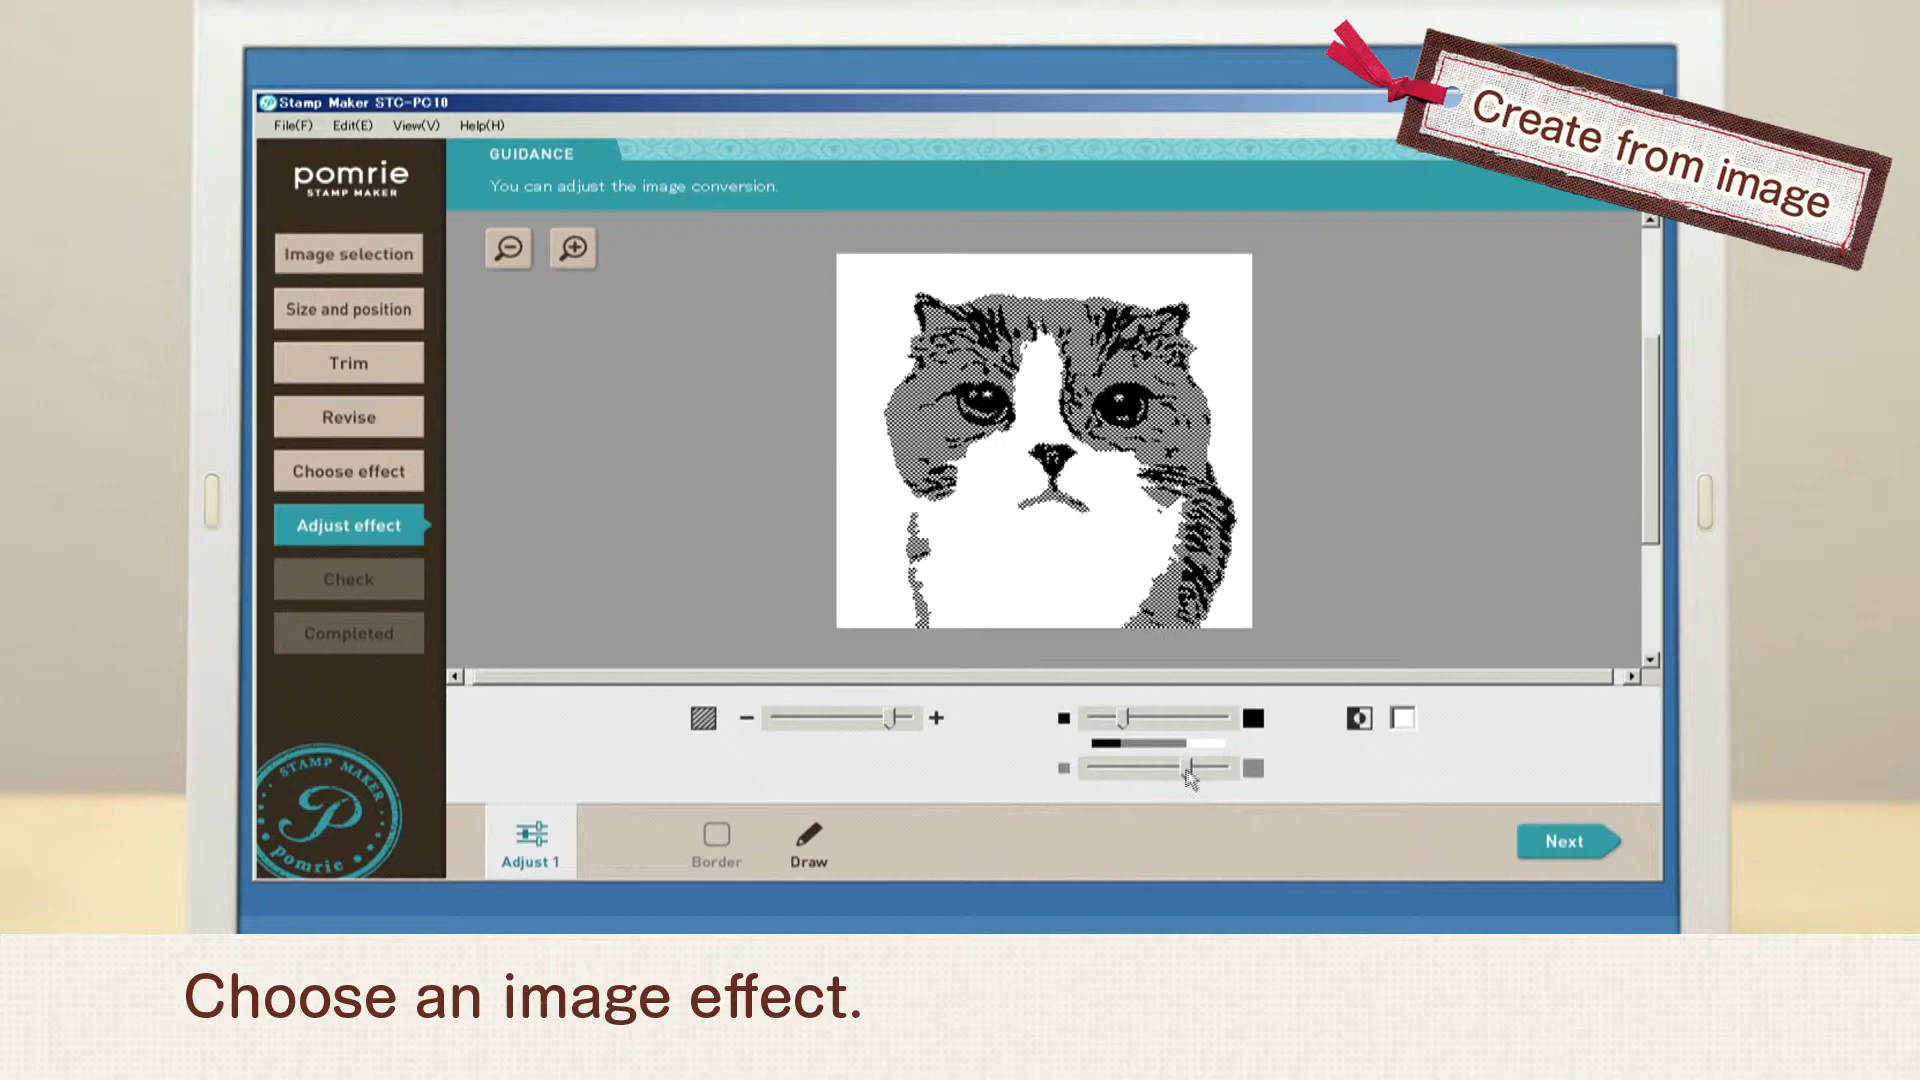 Create from image
Stamp Maker STC-PC10
File(F) Edit(E) View(V) Help(H)
pomrie
STAMP MAKER
GUIDANCE
You can adjust the image conversion.
Image selection
Size and position
Trim
Revise
Choose effect
Adjust effect
Check
Completed
STAMP MAKER
P
pomrie
Adjust 1
Border
Draw
Next
Choose an image effect.